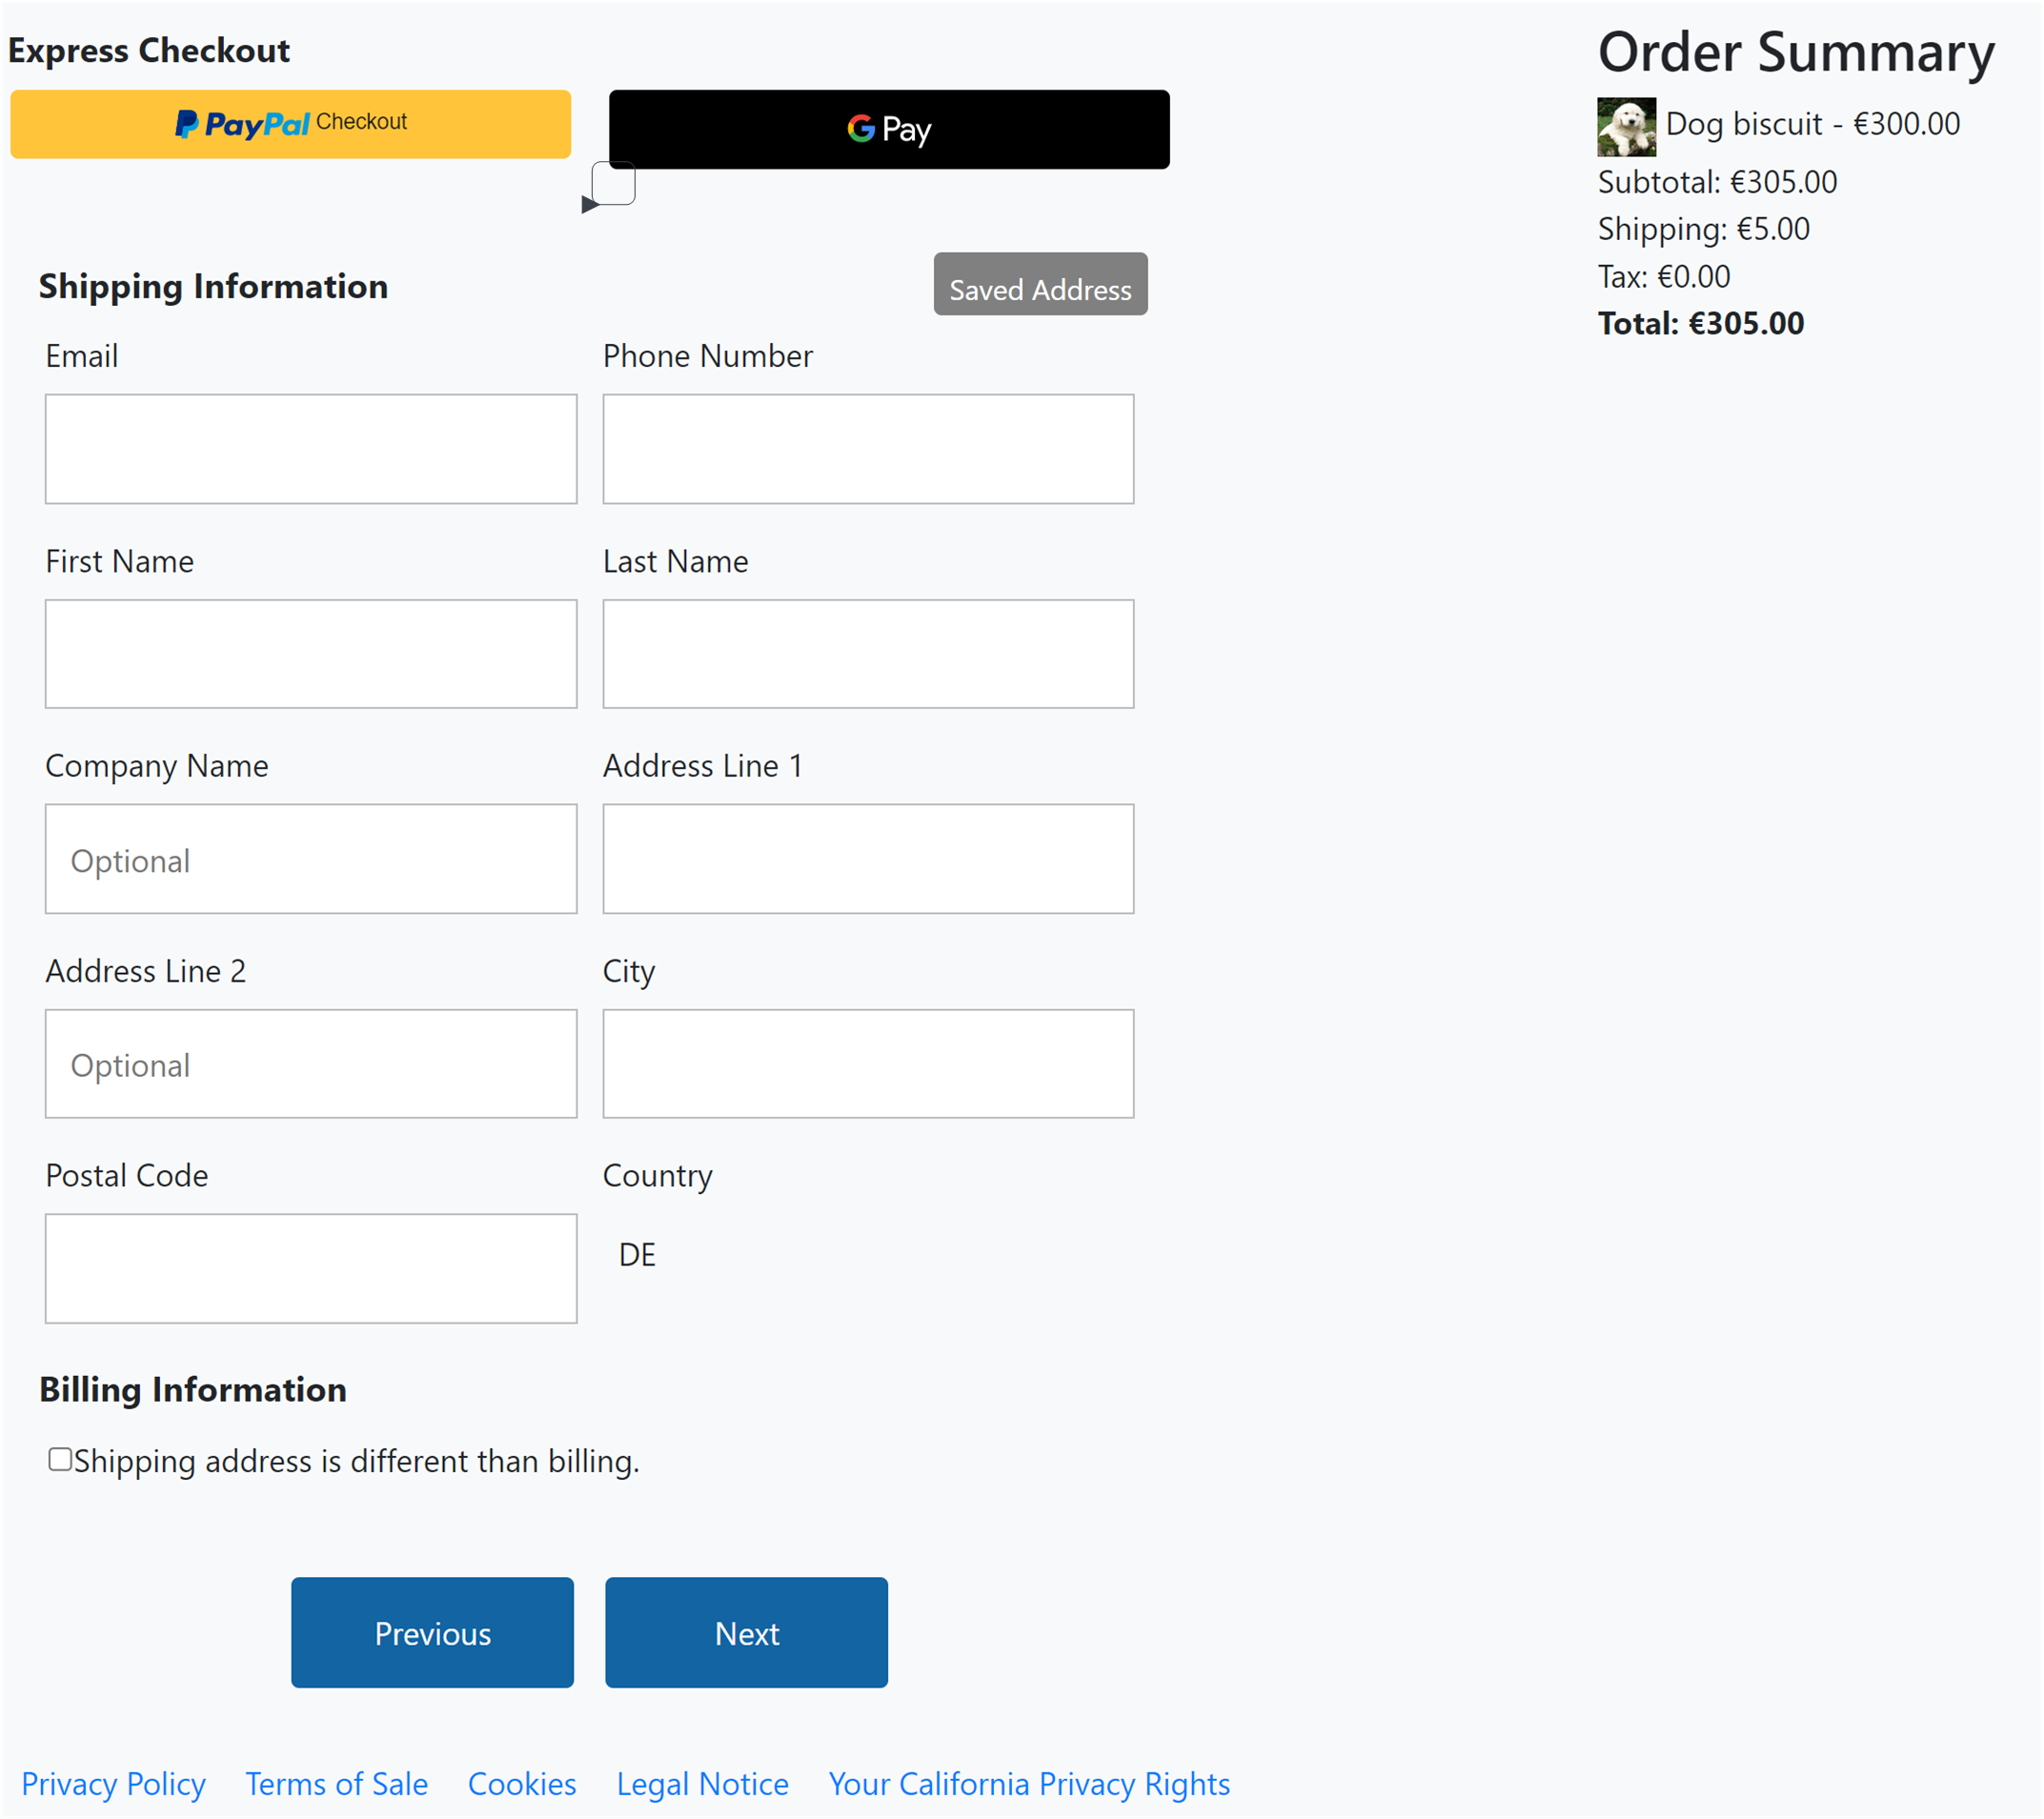 Express Checkout
PayPal Checkout
G Pay
Order Summary
Dog biscuit - €300.00
Subtotal: €305.00
Shipping: €5.00
Tax: €0.00
Total: €305.00
Shipping Information
Saved Address
Email
Phone Number
First Name
Last Name
Company Name
Address Line 1
Optional
Address Line 2
City
Optional
Postal Code
Country
DE
Billing Information
Shipping address is different than billing.
Previous
Next
Privacy Policy
Terms of Sale
Cookies
Legal Notice
Your California Privacy Rights